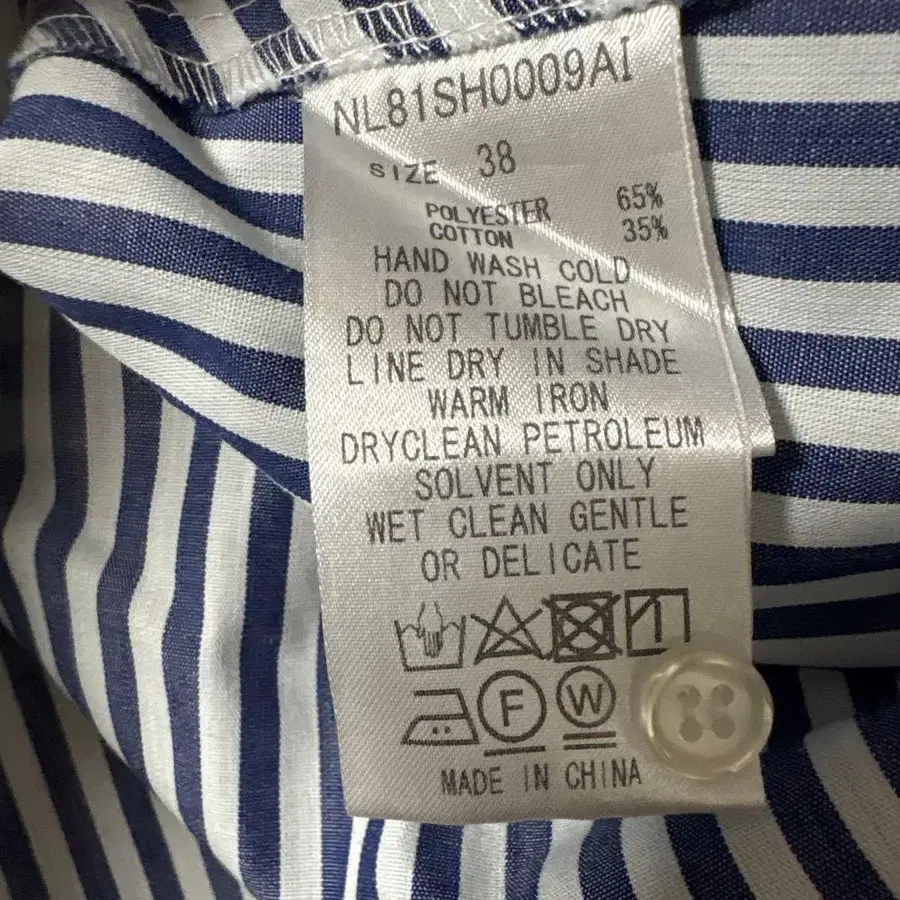 NL81SH0009AI
SIZE 38
POLYESTER 65%
COTTON 35%
HAND WASH COLD
DO NOT BLEACH
DO NOT TUMBLE DRY
LINE DRY IN SHADE
WARM IRON
DRYCLEAN PETROLEUM
SOLVENT ONLY
WET CLEAN GENTLE
OR DELICATE
F W
MADE IN CHINA